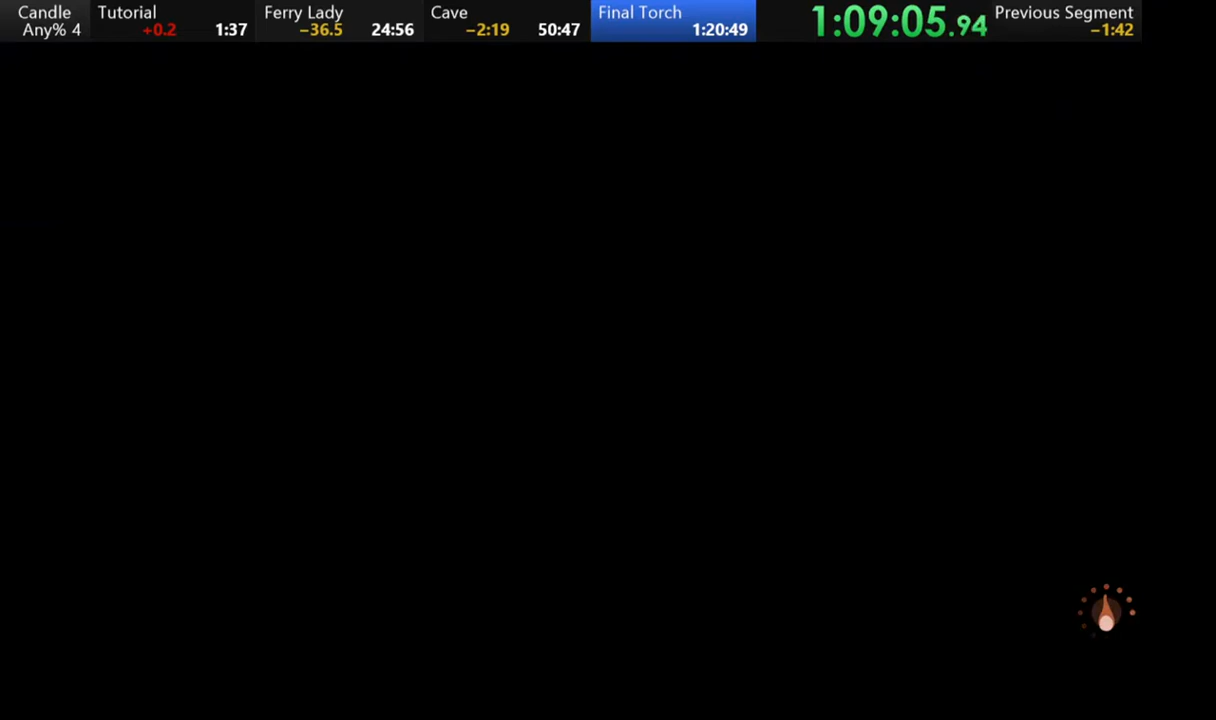 Candle
Any% 4
Tutorial
+0.2 1:37
Ferry Lady
−36.5 24:56
Cave
−2:19 50:47
Final Torch
1:20:49
1:09:05.94
Previous Segment
−1:42